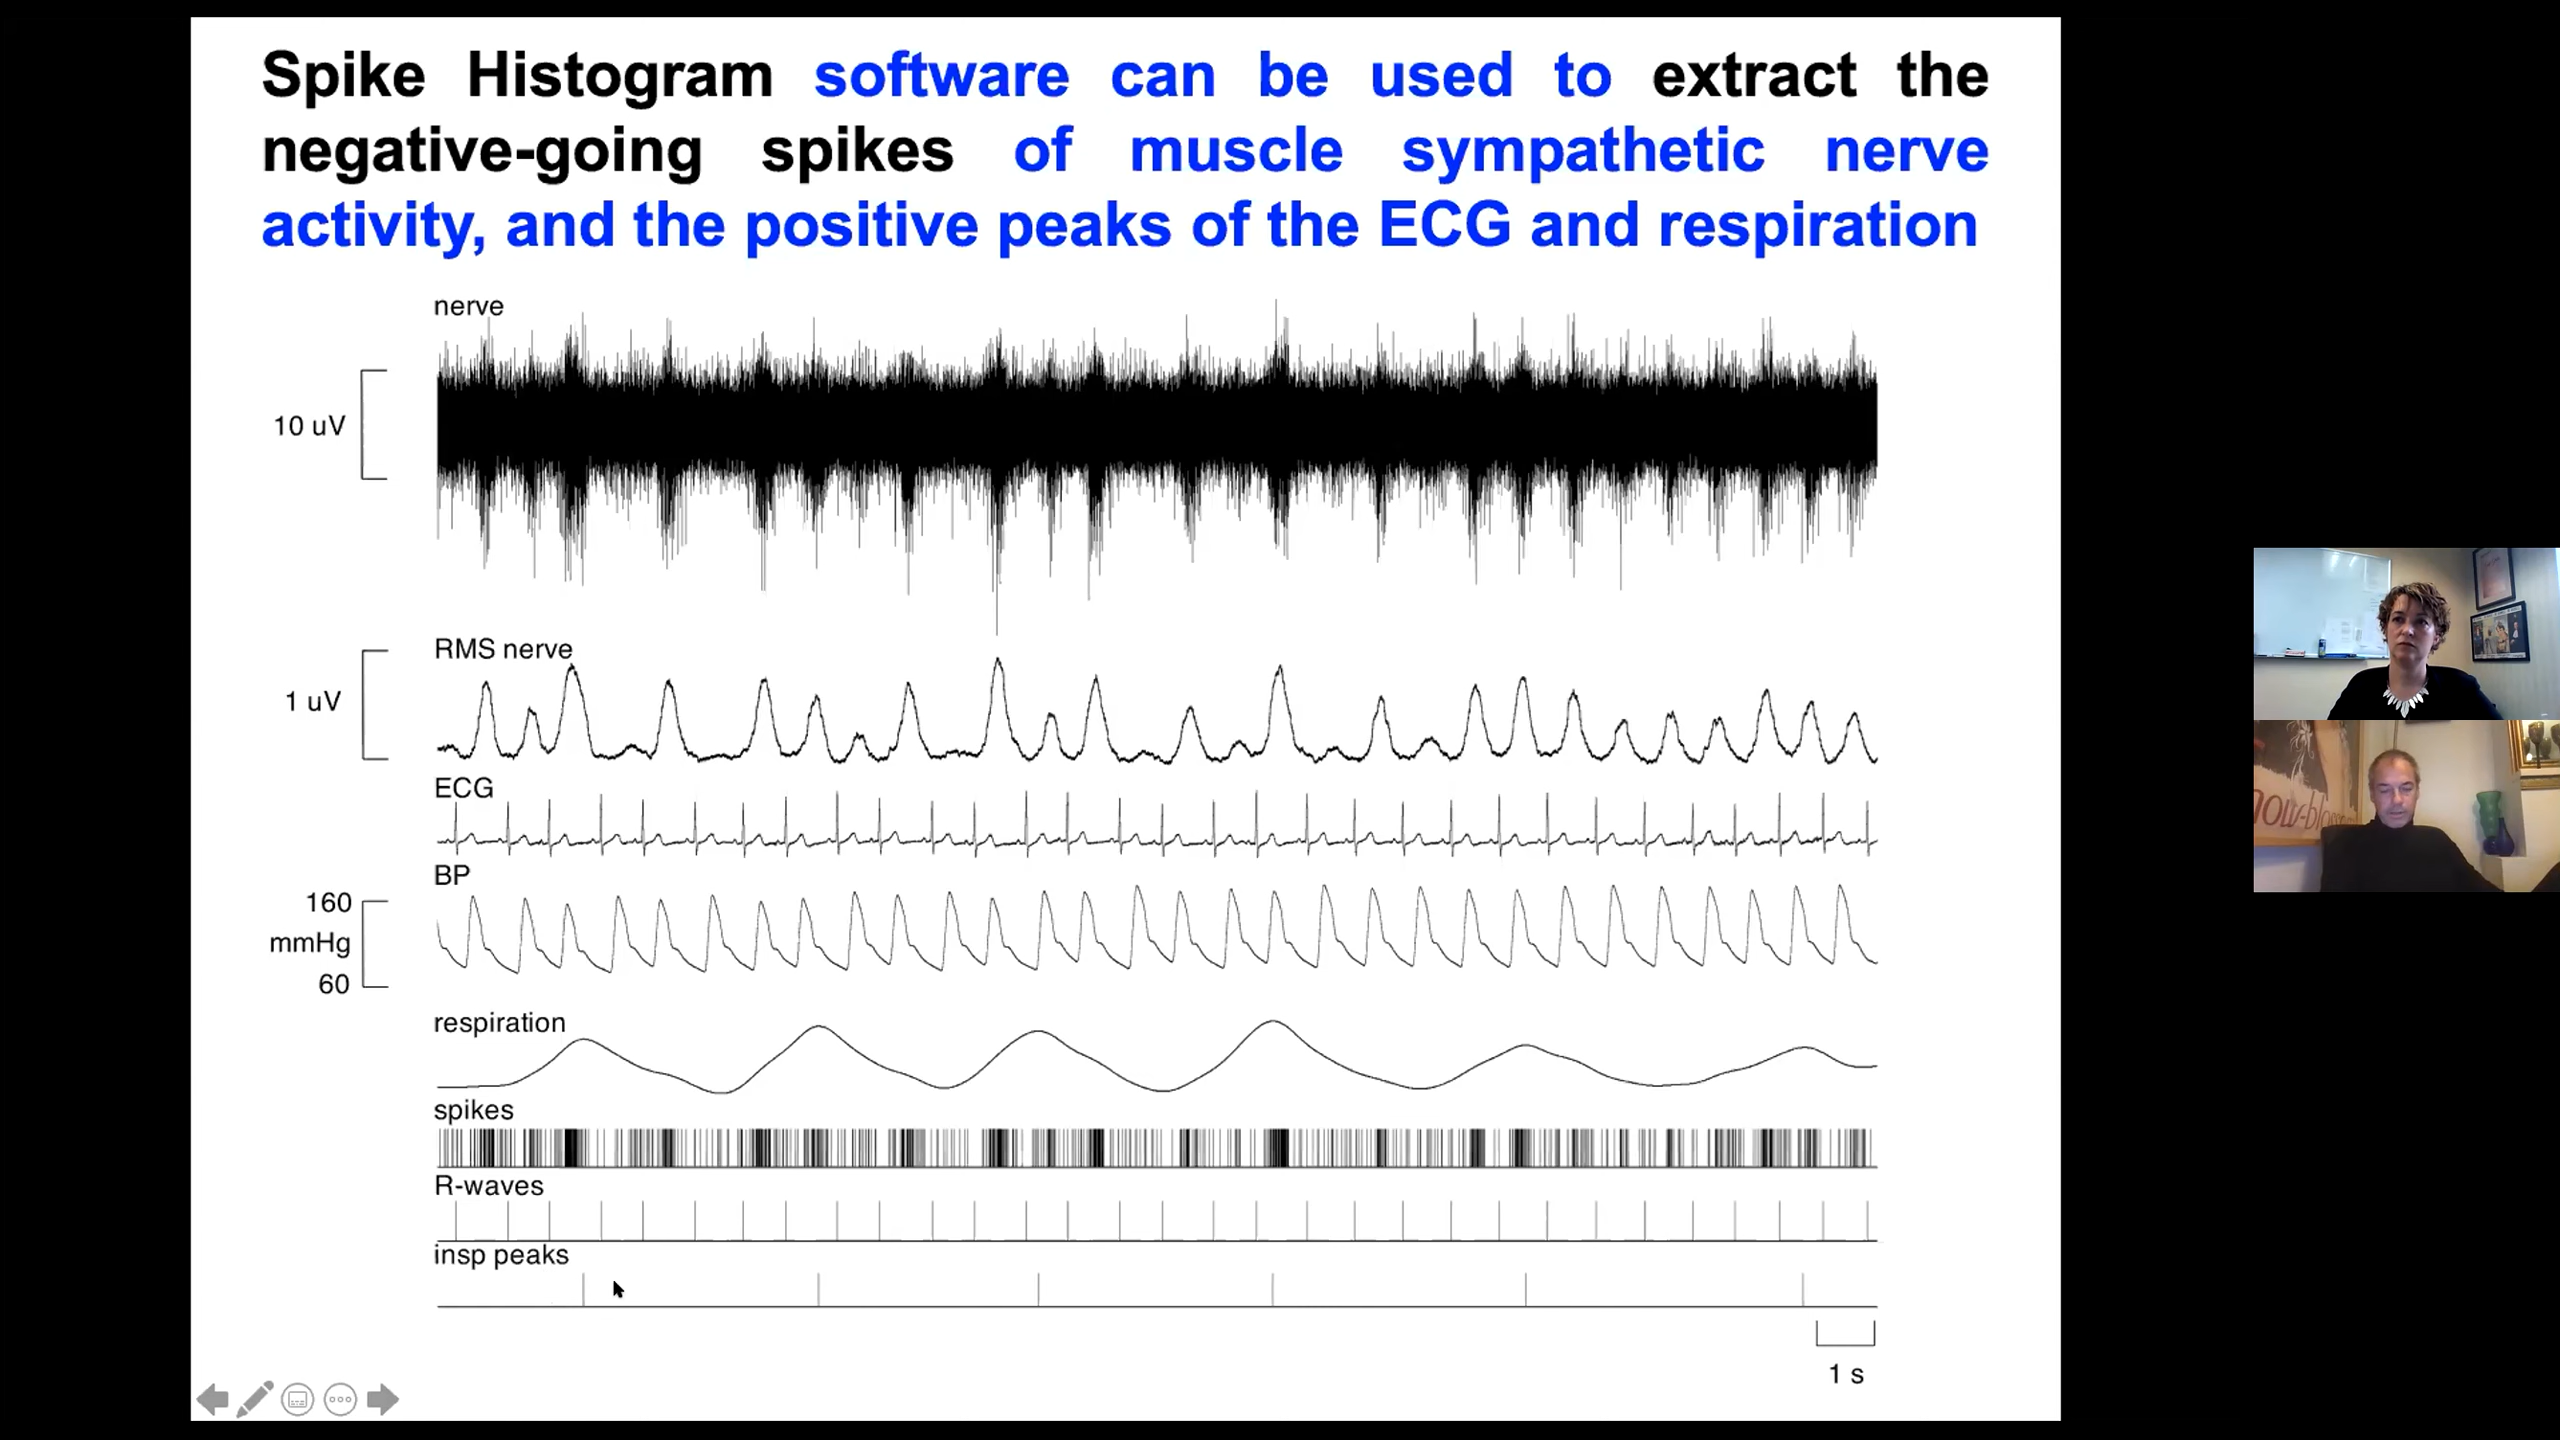 Spike Histogram software can be used to extract the
negative-going spikes of muscle sympathetic nerve
activity, and the positive peaks of the ECG and respiration
nerve
10 uV
RMS nerve
1 uV
ECG
BP
160
mmHg
60
respiration
spikes
R-waves
insp peaks
1 s